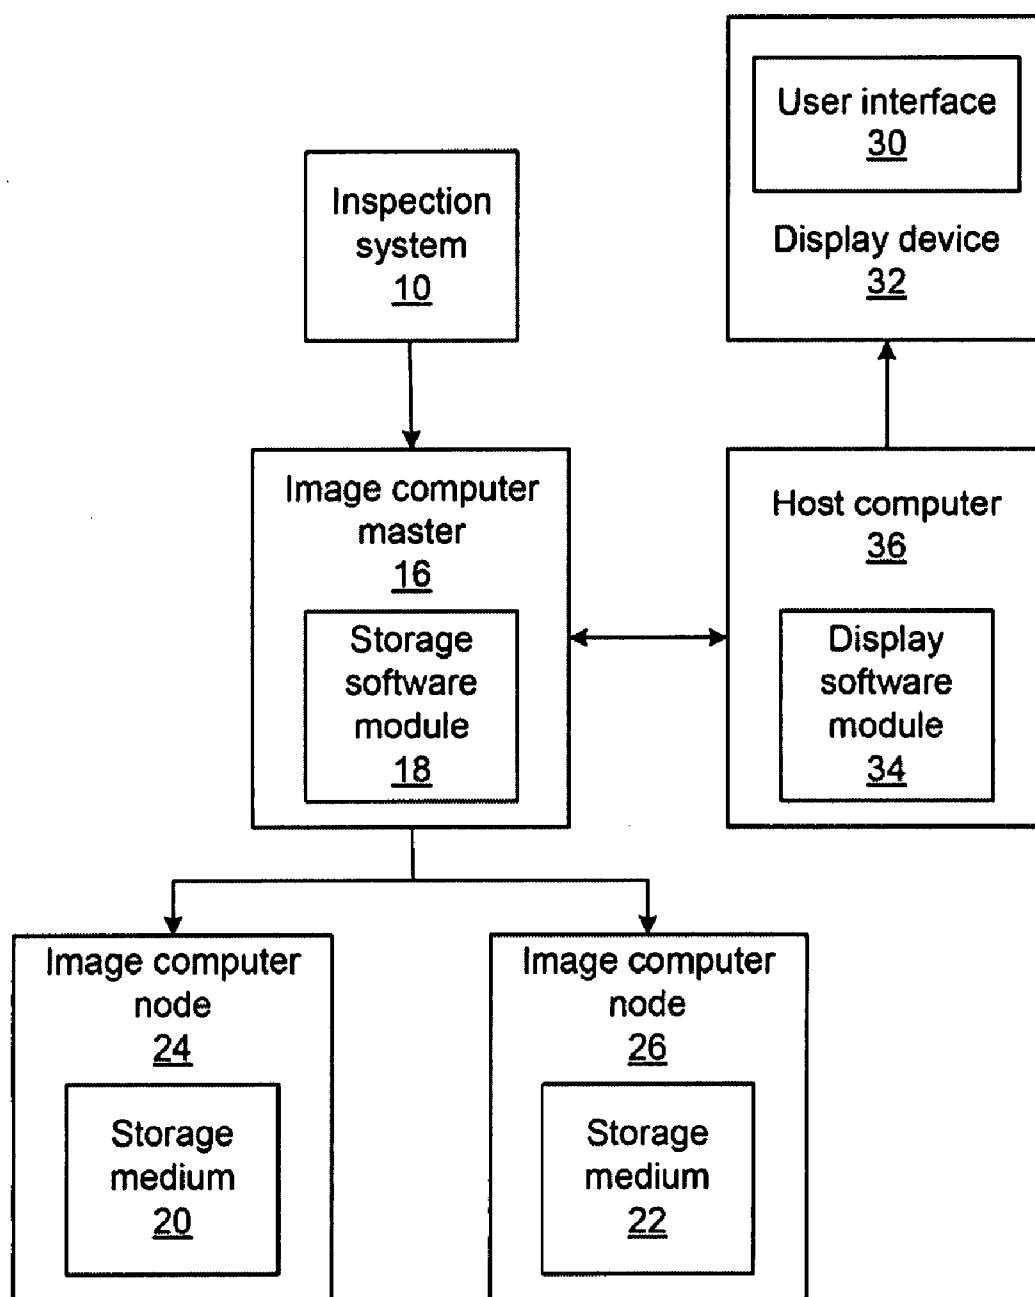 User interface
30
Display device
32
Inspection
system
10
Image computer
master
16
Storage
software
module
18
Host computer
36
Display
software
module
34
Image computer
node
24
Storage
medium
20
Image computer
node
26
Storage
medium
22